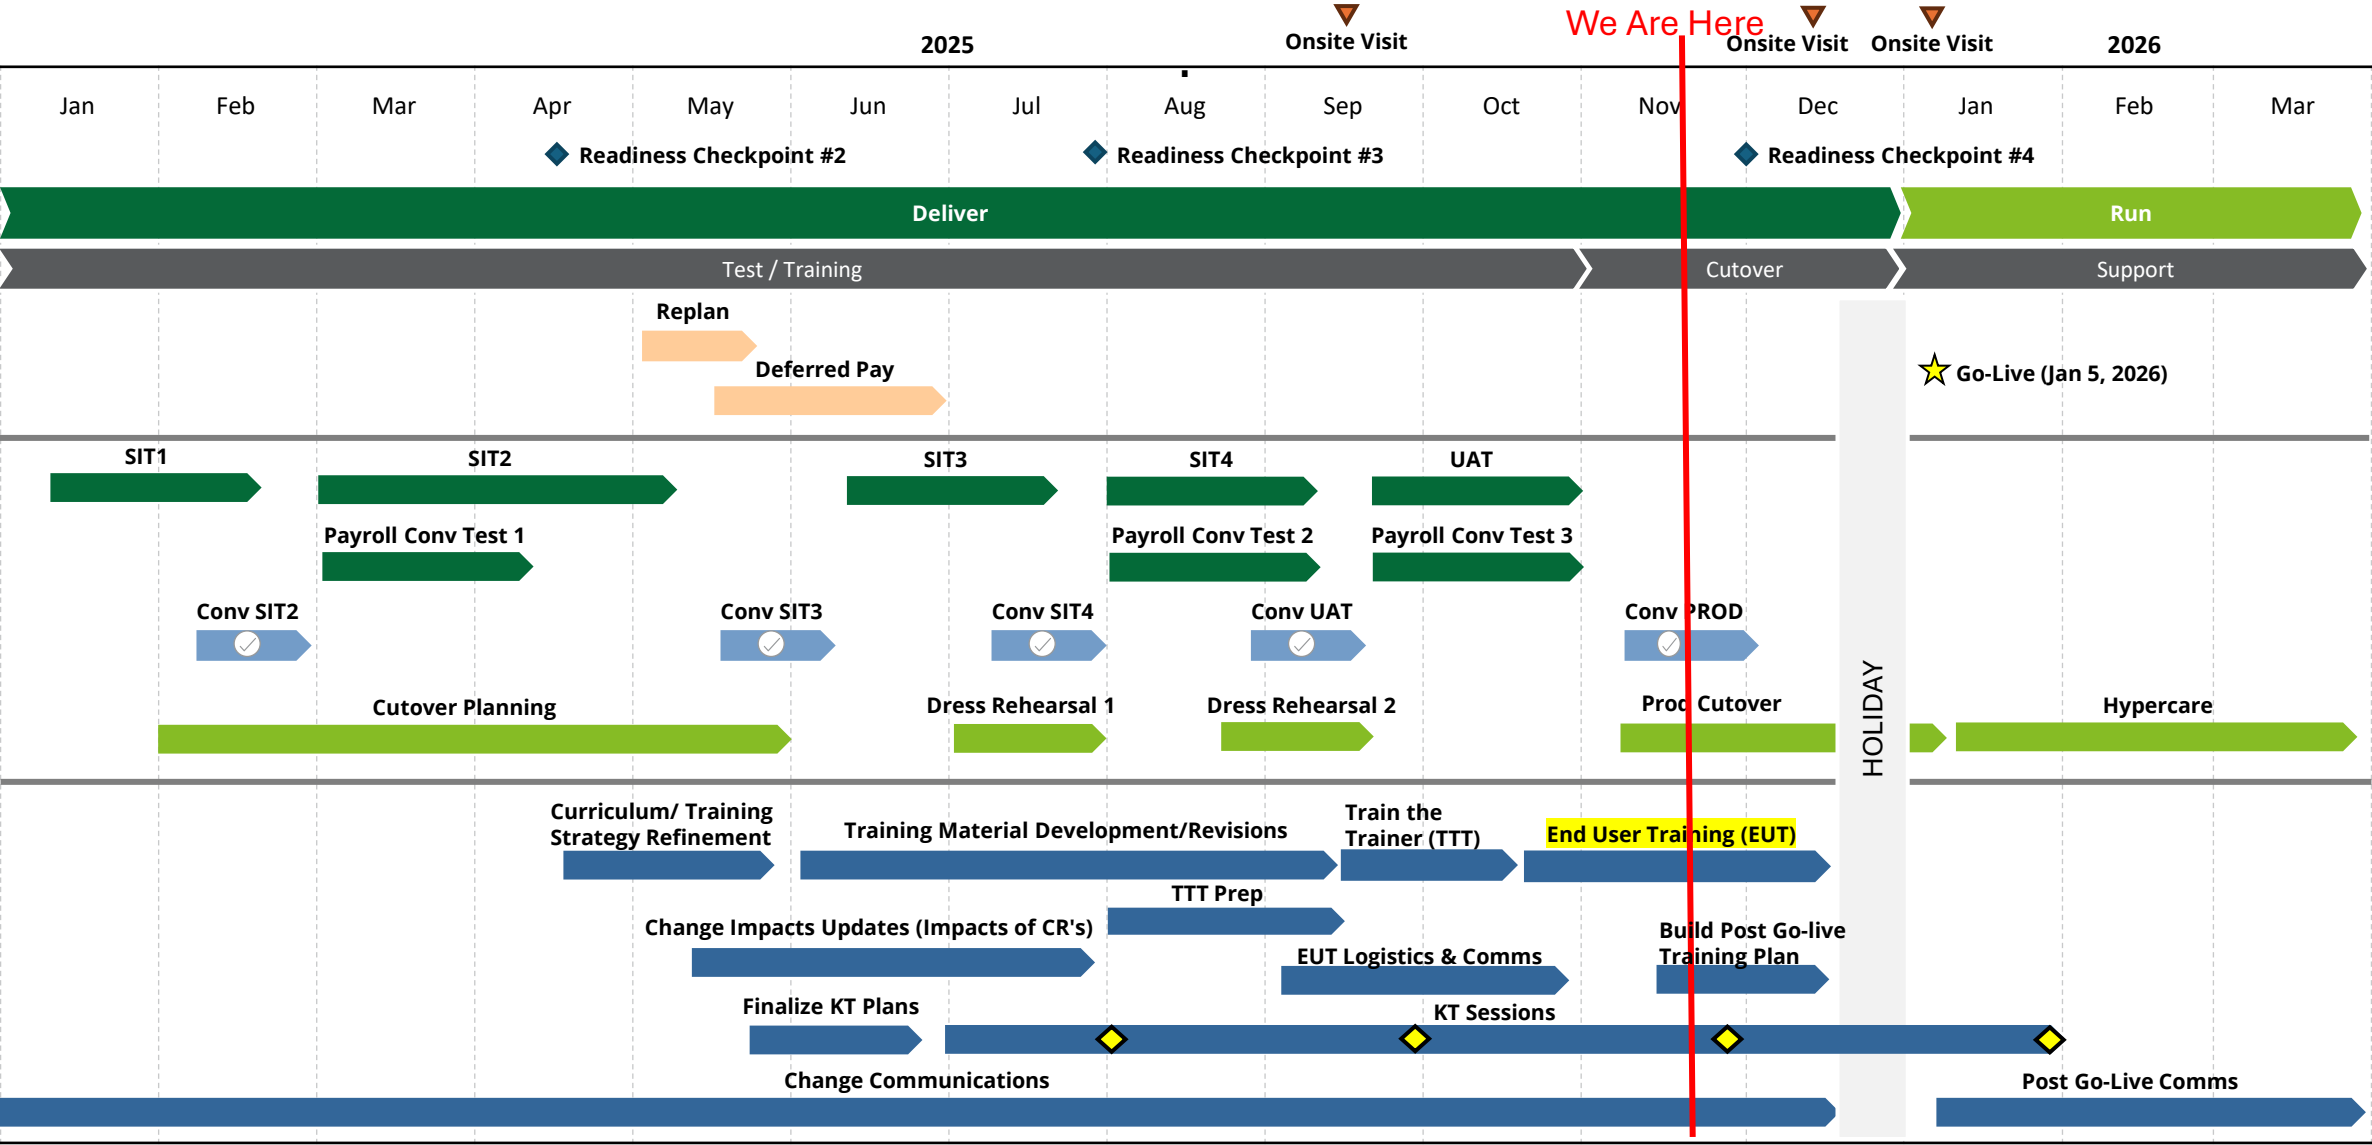 We Are Here
Onsite Visit
Onsite Visit
Onsite Visit
2025
2026
Jan
Feb
Mar
Apr
May
Jun
Jul
Aug
Sep
Oct
Nov
Dec
Jan
Feb
Mar
Readiness Checkpoint #2
Readiness Checkpoint #3
Readiness Checkpoint #4
Deliver
Run
Test / Training
Cutover
Support
Replan
Deferred Pay
Go-Live (Jan 5, 2026)
SIT1
SIT2
SIT3
SIT4
UAT
Payroll Conv Test 1
Payroll Conv Test 2
Payroll Conv Test 3
Conv SIT2
Conv SIT3
Conv SIT4
Conv UAT
Conv PROD
HOLIDAY
Cutover Planning
Dress Rehearsal 1
Dress Rehearsal 2
Prod Cutover
Hypercare
Curriculum/ Training
Strategy Refinement
Training Material Development/Revisions
Train the
Trainer (TTT)
End User Training (EUT)
TTT Prep
Change Impacts Updates (Impacts of CR's)
EUT Logistics & Comms
Build Post Go-live
Training Plan
Finalize KT Plans
KT Sessions
Change Communications
Post Go-Live Comms